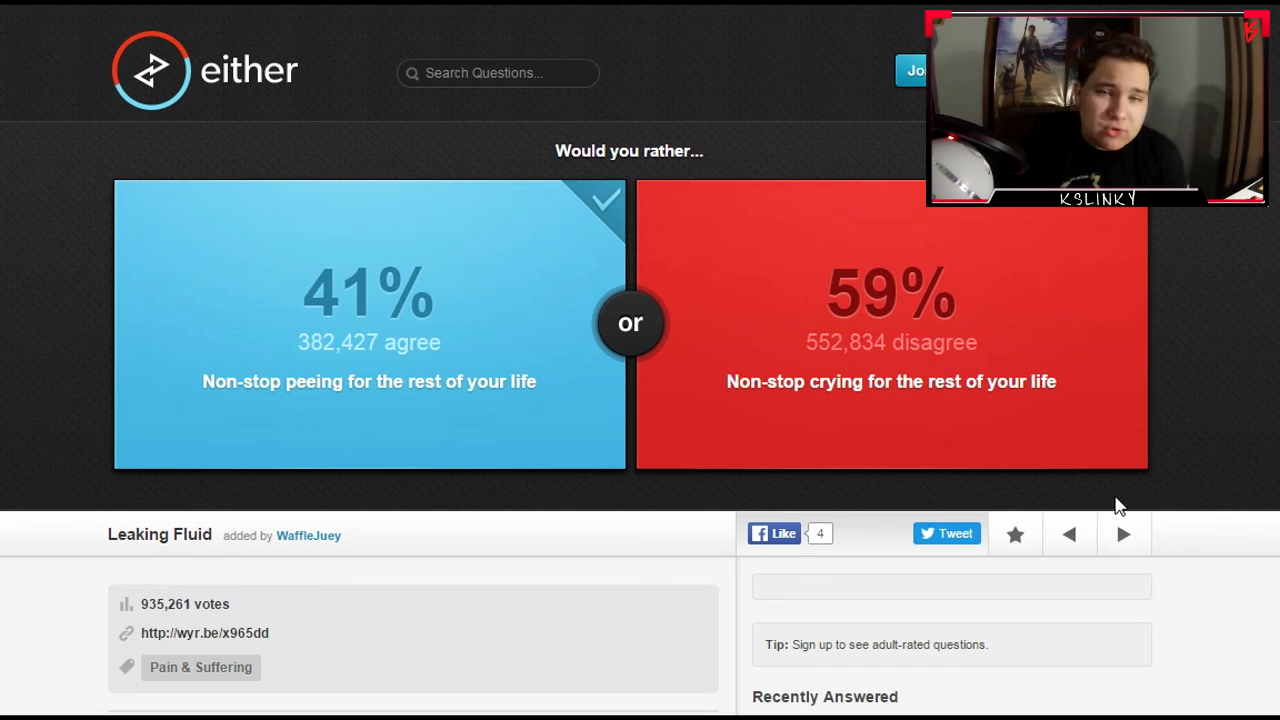 either
Search Questions...
Joi
Would you rather...
KSLINKY
41%
382,427 agree
Non-stop peeing for the rest of your life
or
59%
552,834 disagree
Non-stop crying for the rest of your life
Leaking Fluid added by WaffleJuey
Like 4
Tweet
935,261 votes
http://wyr.be/x965dd
Pain & Suffering
Tip: Sign up to see adult-rated questions.
Recently Answered